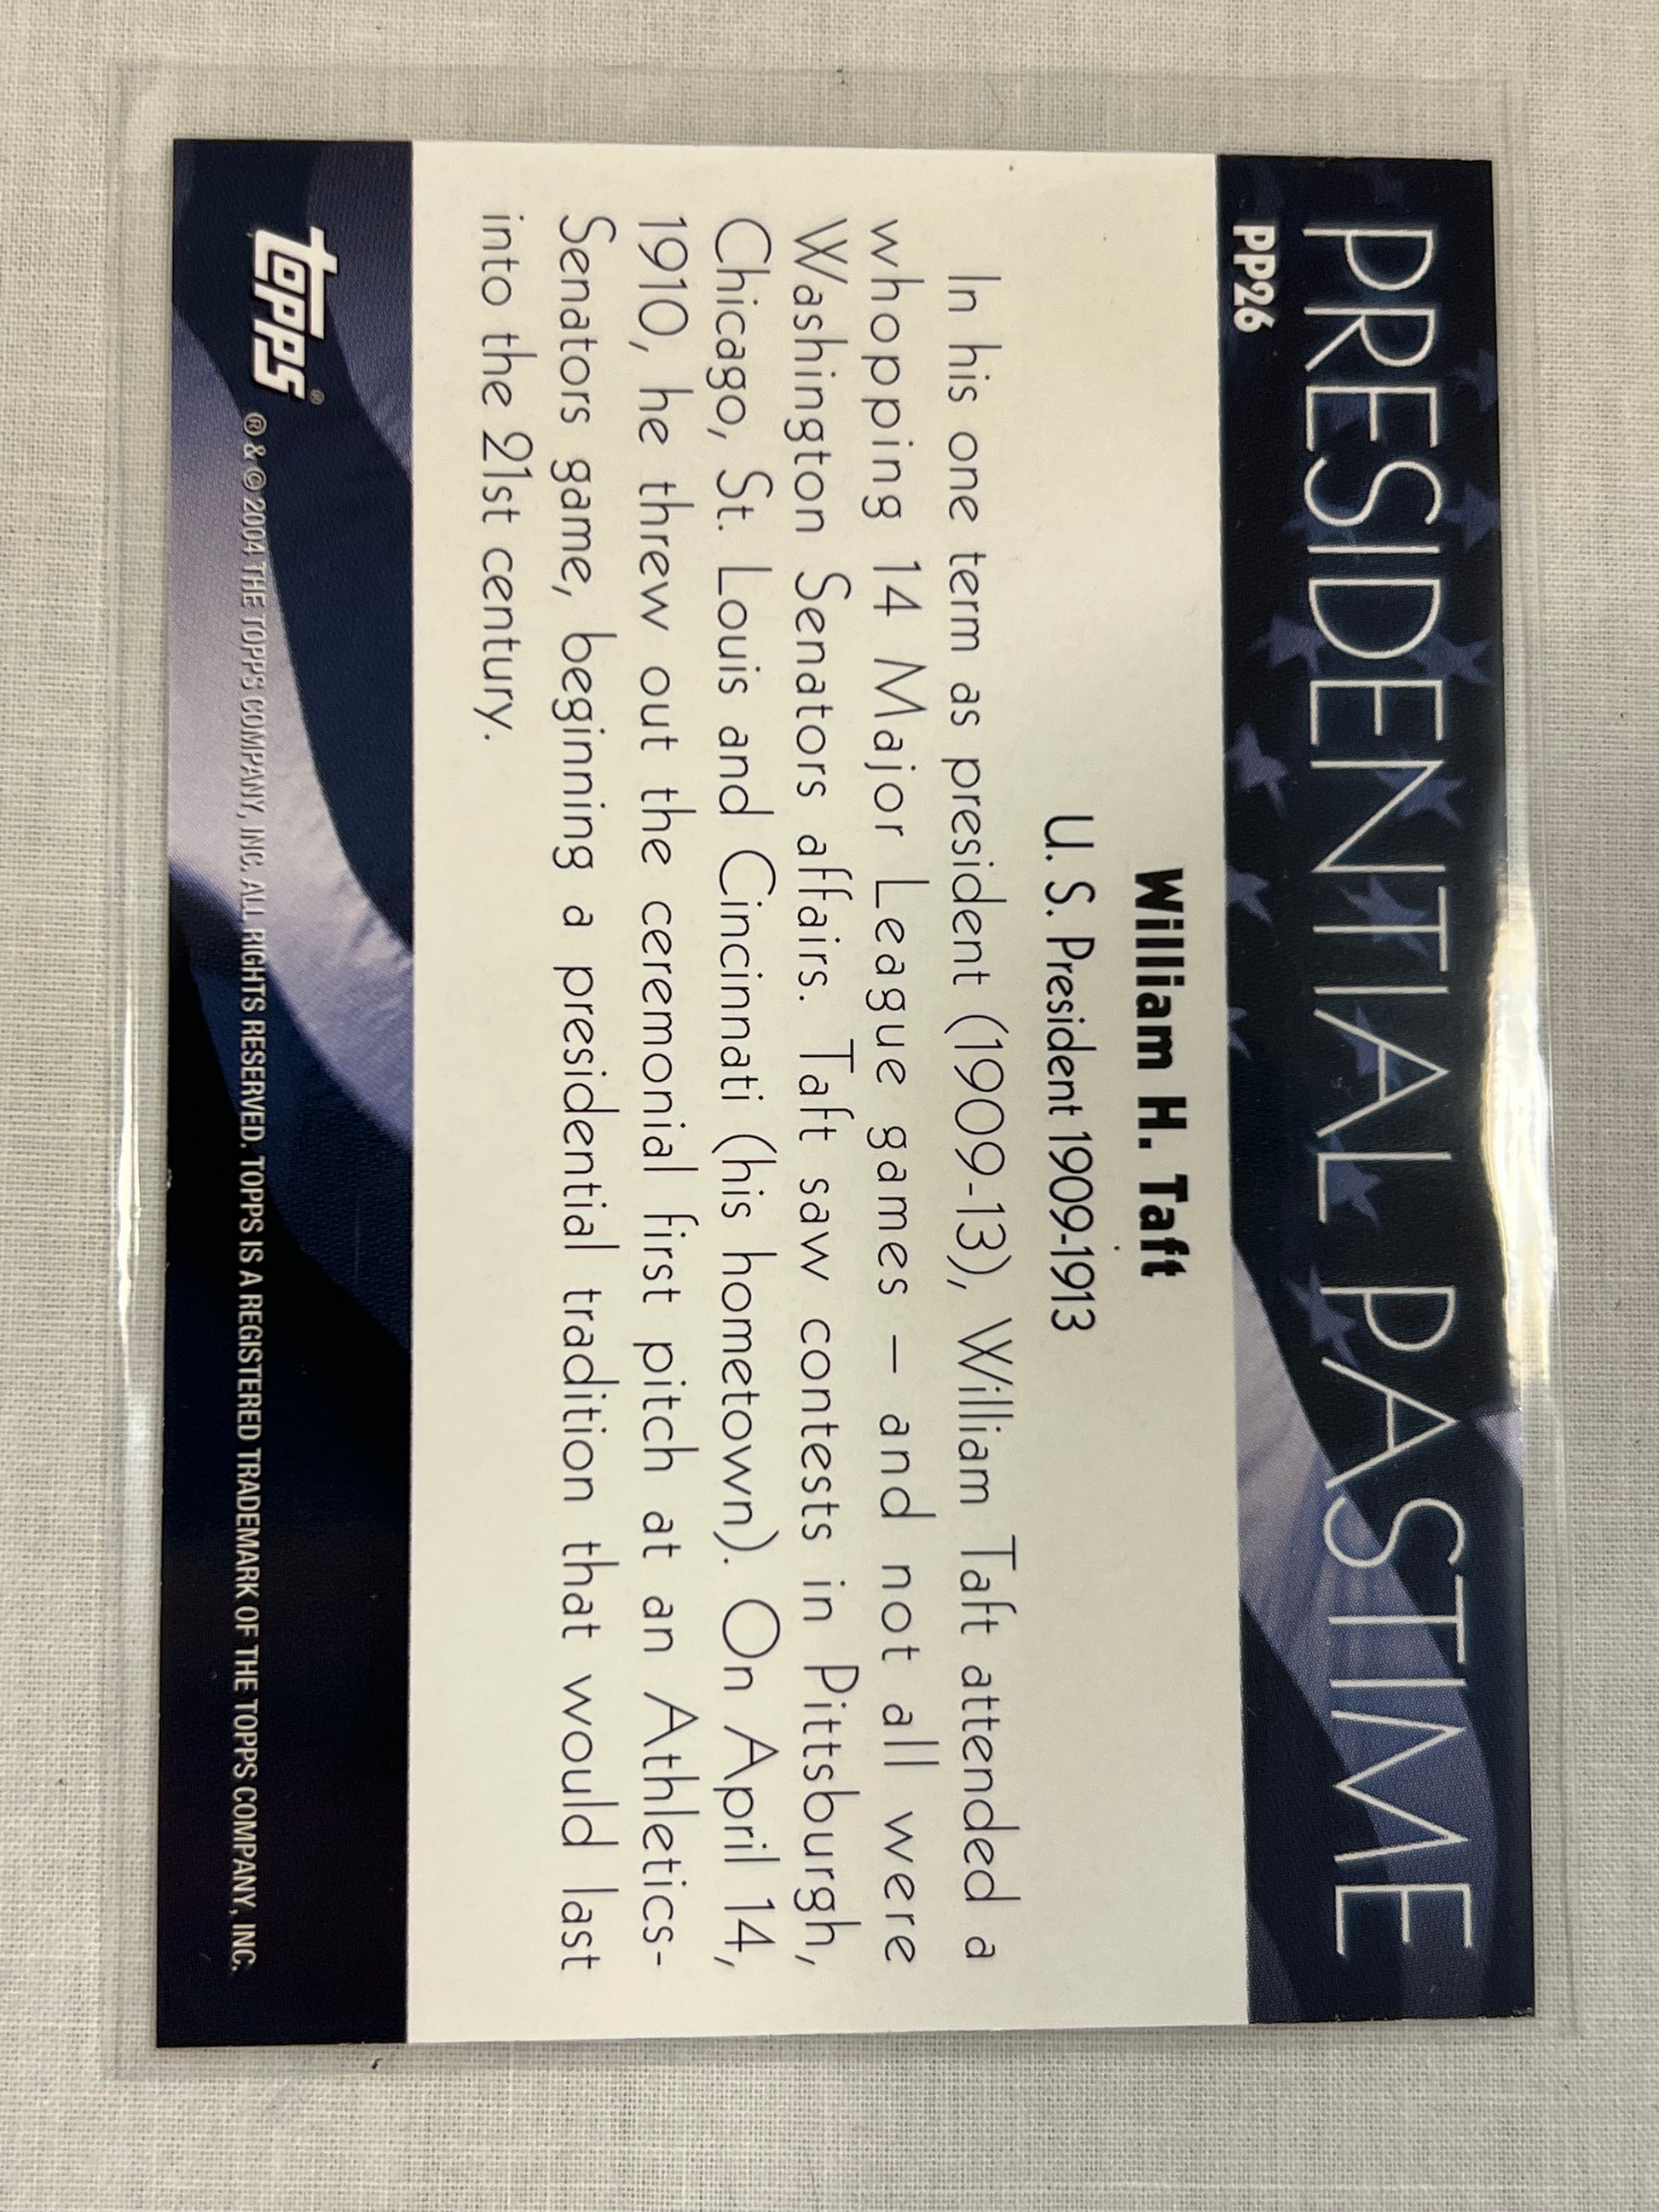 PRESIDENTIAL PASTIME
PP26
William H. Taft
U. S. President 1909-1913
In his one term as president (1909-13), William Taft attended a
whopping 14 Major League games – and not all were
Washington Senators affairs. Taft saw contests in Pittsburgh,
Chicago, St. Louis and Cincinnati (his hometown). On April 14,
1910, he threw out the ceremonial first pitch at an Athletics-
Senators game, beginning a presidential tradition that would last
into the 21st century.
topps®
® & © 2004 THE TOPPS COMPANY, INC. ALL RIGHTS RESERVED. TOPPS IS A REGISTERED TRADEMARK OF THE TOPPS COMPANY, INC.